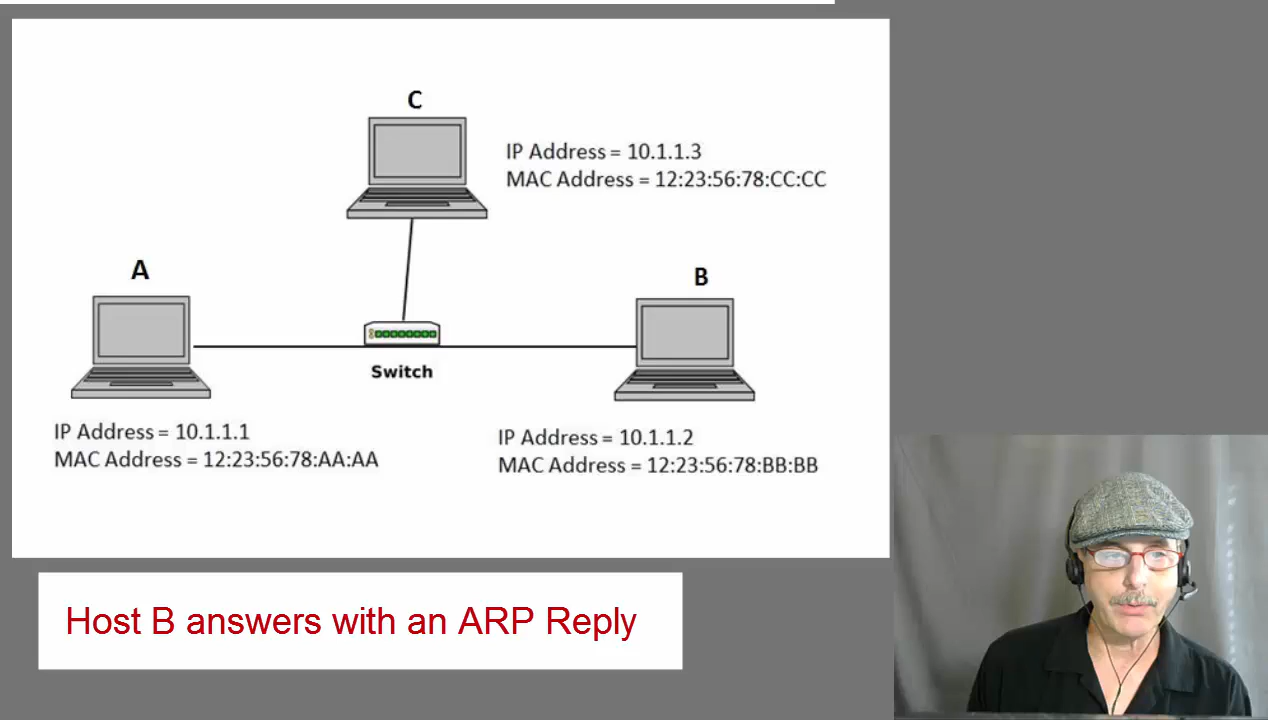 C
IP Address = 10.1.1.3
MAC Address = 12:23:56:78:CC:CC
A
B
Switch
IP Address = 10.1.1.1
MAC Address = 12:23:56:78:AA:AA
IP Address = 10.1.1.2
MAC Address = 12:23:56:78:BB:BB
Host B answers with an ARP Reply